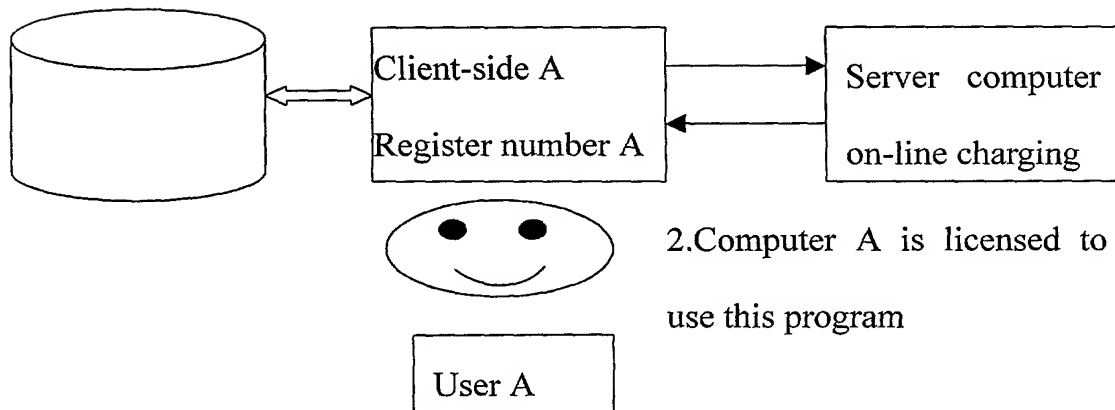 Client-side A
Register number A
Server computer
on-line charging
2.Computer A is licensed to
use this program
User A